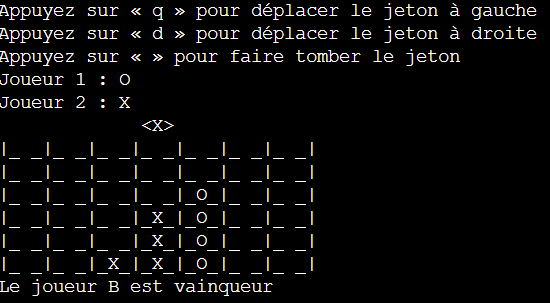 Appuyez sur « q » pour déplacer le jeton à gauche
Appuyez sur « d » pour déplacer le jeton à droite
Appuyez sur « » pour faire tomber le jeton
Joueur 1 : O
Joueur 2 : X
             <X>
|_ _|_ _|_ _|_ _|_ _|_ _|_ _|
|_ _|_ _|_ _|_ _|_ _|_ _|_ _|
|_ _|_ _|_ _|_ _|_O_|_ _|_ _|
|_ _|_ _|_ _|_X_|_O_|_ _|_ _|
|_ _|_ _|_ _|_X_|_O_|_ _|_ _|
|_ _|_ _|_X_|_X_|_O_|_ _|_ _|
Le joueur B est vainqueur